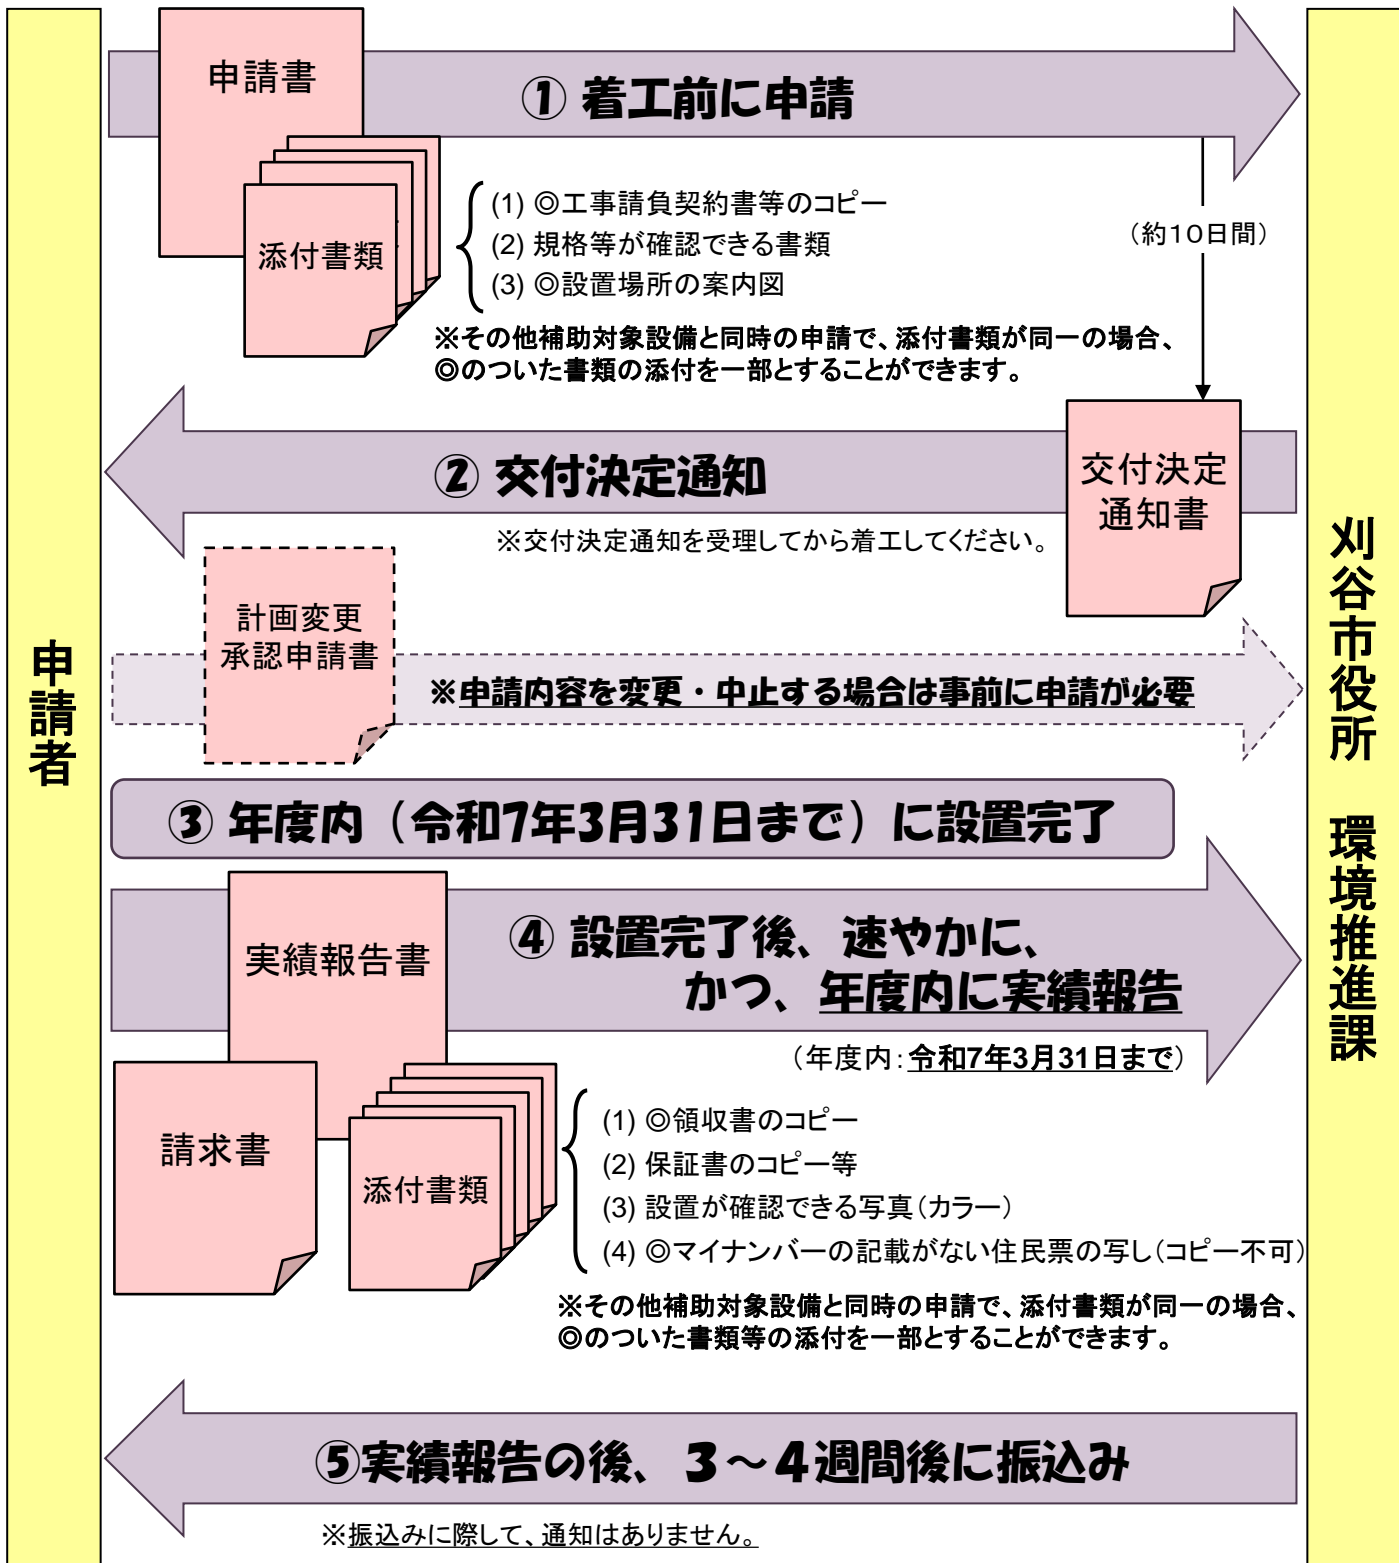 申請者
刈谷市役所　環境推進課
申請書
① 着工前に申請
添付書類
(1) ◎工事請負契約書等のコピー
(2) 規格等が確認できる書類
(3) ◎設置場所の案内図
（約10日間）
※その他補助対象設備と同時の申請で、添付書類が同一の場合、
◎のついた書類の添付を一部とすることができます。
② 交付決定通知
交付決定
通知書
※交付決定通知を受理してから着工してください。
計画変更
承認申請書
※申請内容を変更・中止する場合は事前に申請が必要
③ 年度内（令和7年3月31日まで）に設置完了
実績報告書
④ 設置完了後、速やかに、
かつ、年度内に実績報告
（年度内：令和7年3月31日まで）
請求書
添付書類
(1) ◎領収書のコピー
(2) 保証書のコピー等
(3) 設置が確認できる写真（カラー）
(4) ◎マイナンバーの記載がない住民票の写し（コピー不可）
※その他補助対象設備と同時の申請で、添付書類が同一の場合、
◎のついた書類等の添付を一部とすることができます。
⑤実績報告の後、3～4週間後に振込み
※振込みに際して、通知はありません。